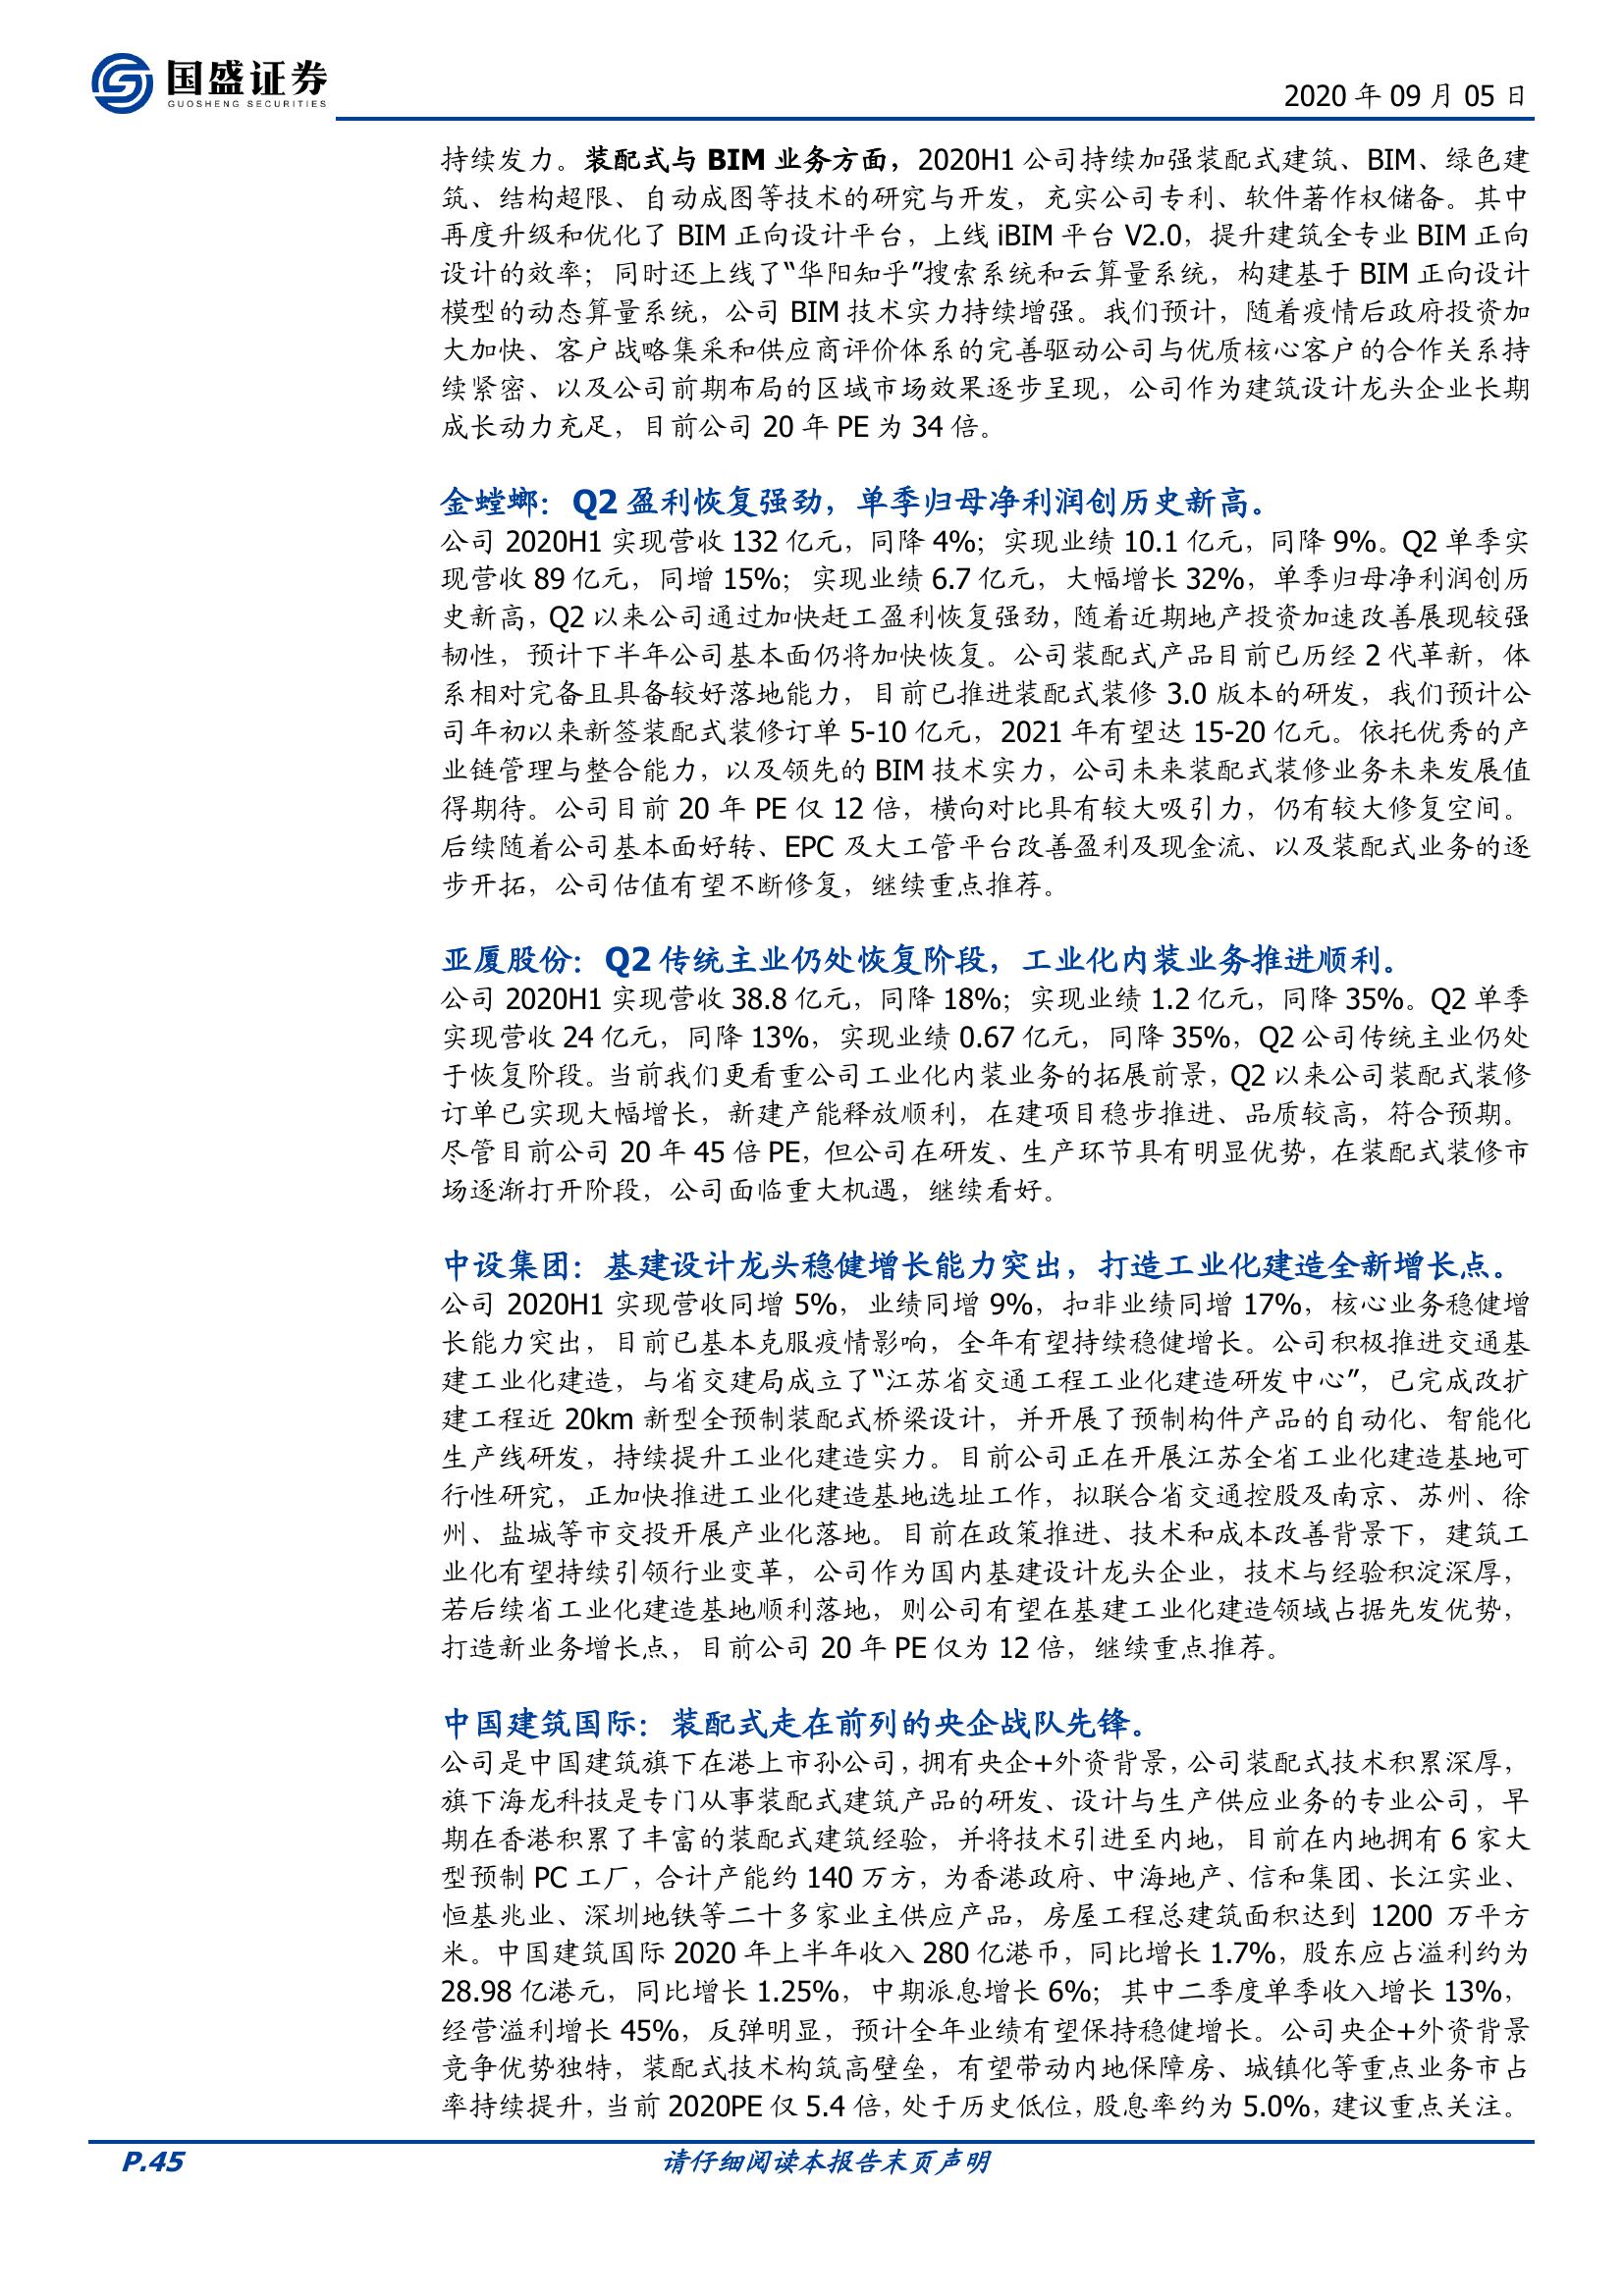 国盛证券
GUOSHENG SECURITIES
2020 年 09 月 05 日
持续发力。装配式与 BIM 业务方面，2020H1 公司持续加强装配式建筑、BIM、绿色建
筑、结构超限、自动成图等技术的研究与开发，充实公司专利、软件著作权储备。其中
再度升级和优化了 BIM 正向设计平台，上线 iBIM 平台 V2.0，提升建筑全专业 BIM 正向
设计的效率；同时还上线了“华阳知乎”搜索系统和云算量系统，构建基于 BIM 正向设计
模型的动态算量系统，公司 BIM 技术实力持续增强。我们预计，随着疫情后政府投资加
大加快、客户战略集采和供应商评价体系的完善驱动公司与优质核心客户的合作关系持
续紧密、以及公司前期布局的区域市场效果逐步呈现，公司作为建筑设计龙头企业长期
成长动力充足，目前公司 20 年 PE 为 34 倍。
金螳螂：Q2 盈利恢复强劲，单季归母净利润创历史新高。
公司 2020H1 实现营收 132 亿元，同降 4%；实现业绩 10.1 亿元，同降 9%。Q2 单季实
现营收 89 亿元，同增 15%；实现业绩 6.7 亿元，大幅增长 32%，单季归母净利润创历
史新高，Q2 以来公司通过加快赶工盈利恢复强劲，随着近期地产投资加速改善展现较强
韧性，预计下半年公司基本面仍将加快恢复。公司装配式产品目前已历经 2 代革新，体
系相对完备且具备较好落地能力，目前已推进装配式装修 3.0 版本的研发，我们预计公
司年初以来新签装配式装修订单 5-10 亿元，2021 年有望达 15-20 亿元。依托优秀的产
业链管理与整合能力，以及领先的 BIM 技术实力，公司未来装配式装修业务未来发展值
得期待。公司目前 20 年 PE 仅 12 倍，横向对比具有较大吸引力，仍有较大修复空间。
后续随着公司基本面好转、EPC 及大工管平台改善盈利及现金流、以及装配式业务的逐
步开拓，公司估值有望不断修复，继续重点推荐。
亚厦股份：Q2 传统主业仍处恢复阶段，工业化内装业务推进顺利。
公司 2020H1 实现营收 38.8 亿元，同降 18%；实现业绩 1.2 亿元，同降 35%。Q2 单季
实现营收 24 亿元，同降 13%，实现业绩 0.67 亿元，同降 35%，Q2 公司传统主业仍处
于恢复阶段。当前我们更看重公司工业化内装业务的拓展前景，Q2 以来公司装配式装修
订单已实现大幅增长，新建产能释放顺利，在建项目稳步推进、品质较高，符合预期。
尽管目前公司 20 年 45 倍 PE，但公司在研发、生产环节具有明显优势，在装配式装修市
场逐渐打开阶段，公司面临重大机遇，继续看好。
中设集团：基建设计龙头稳健增长能力突出，打造工业化建造全新增长点。
公司 2020H1 实现营收同增 5%，业绩同增 9%，扣非业绩同增 17%，核心业务稳健增
长能力突出，目前已基本克服疫情影响，全年有望持续稳健增长。公司积极推进交通基
建工业化建造，与省交建局成立了“江苏省交通工程工业化建造研发中心”，已完成改扩
建工程近 20km 新型全预制装配式桥梁设计，并开展了预制构件产品的自动化、智能化
生产线研发，持续提升工业化建造实力。目前公司正在开展江苏全省工业化建造基地可
行性研究，正加快推进工业化建造基地选址工作，拟联合省交通控股及南京、苏州、徐
州、盐城等市交投开展产业化落地。目前在政策推进、技术和成本改善背景下，建筑工
业化有望持续引领行业变革，公司作为国内基建设计龙头企业，技术与经验积淀深厚，
若后续省工业化建造基地顺利落地，则公司有望在基建工业化建造领域占据先发优势，
打造新业务增长点，目前公司 20 年 PE 仅为 12 倍，继续重点推荐。
中国建筑国际：装配式走在前列的央企战队先锋。
公司是中国建筑旗下在港上市孙公司，拥有央企+外资背景，公司装配式技术积累深厚，
旗下海龙科技是专门从事装配式建筑产品的研发、设计与生产供应业务的专业公司，早
期在香港积累了丰富的装配式建筑经验，并将技术引进至内地，目前在内地拥有 6 家大
型预制 PC 工厂，合计产能约 140 万方，为香港政府、中海地产、信和集团、长江实业、
恒基兆业、深圳地铁等二十多家业主供应产品，房屋工程总建筑面积达到 1200 万平方
米。中国建筑国际 2020 年上半年收入 280 亿港币，同比增长 1.7%，股东应占溢利约为
28.98 亿港元，同比增长 1.25%，中期派息增长 6%；其中二季度单季收入增长 13%，
经营溢利增长 45%，反弹明显，预计全年业绩有望保持稳健增长。公司央企+外资背景
竞争优势独特，装配式技术构筑高壁垒，有望带动内地保障房、城镇化等重点业务市占
率持续提升，当前 2020PE 仅 5.4 倍，处于历史低位，股息率约为 5.0%，建议重点关注。
P.45
请仔细阅读本报告末页声明